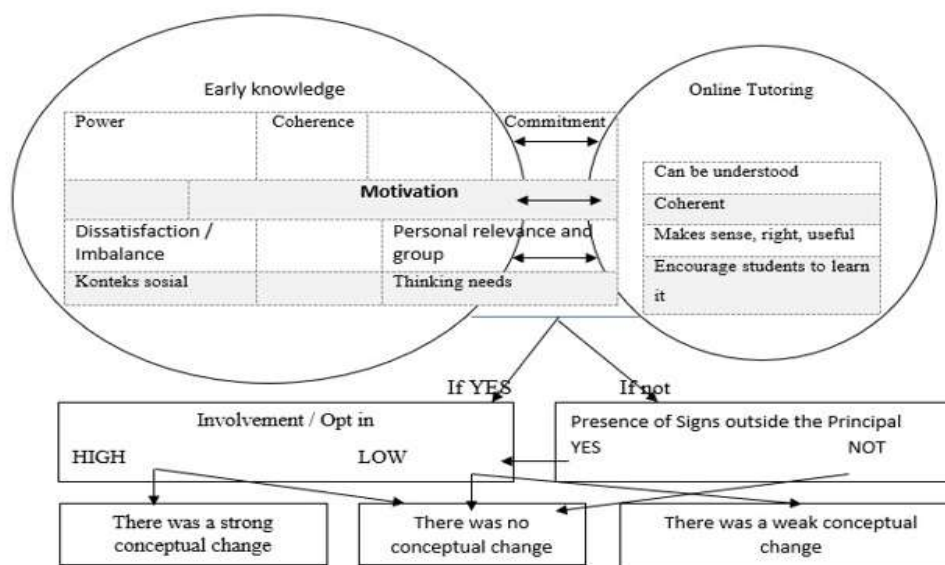 Early knowledge
Online Tutoring
Power
Coherence
Commitment
Motivation
Dissatisfaction /
Imbalance
Personal relevance and
group
Konteks sosial
Thinking needs
Can be understood
Coherent
Makes sense, right, useful
Encourage students to learn
it
If YES
If not
Involvement / Opt in
HIGH
LOW
Presence of Signs outside the Principal
YES
NOT
There was a strong
conceptual change
There was no
conceptual change
There was a weak conceptual
change